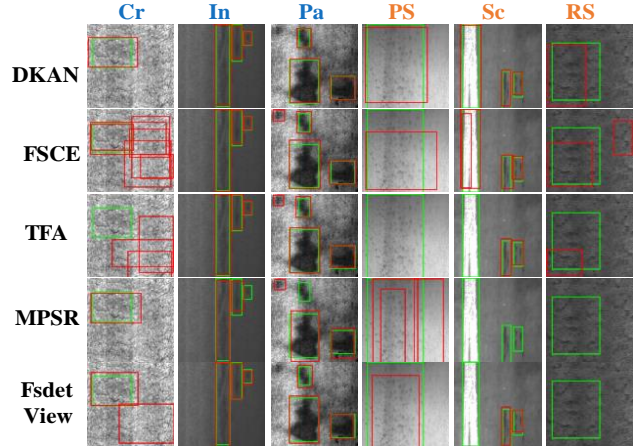 Cr In Pa PS Sc RS
DKAN
FSCE
TFA
MPSR
Fsdet
View